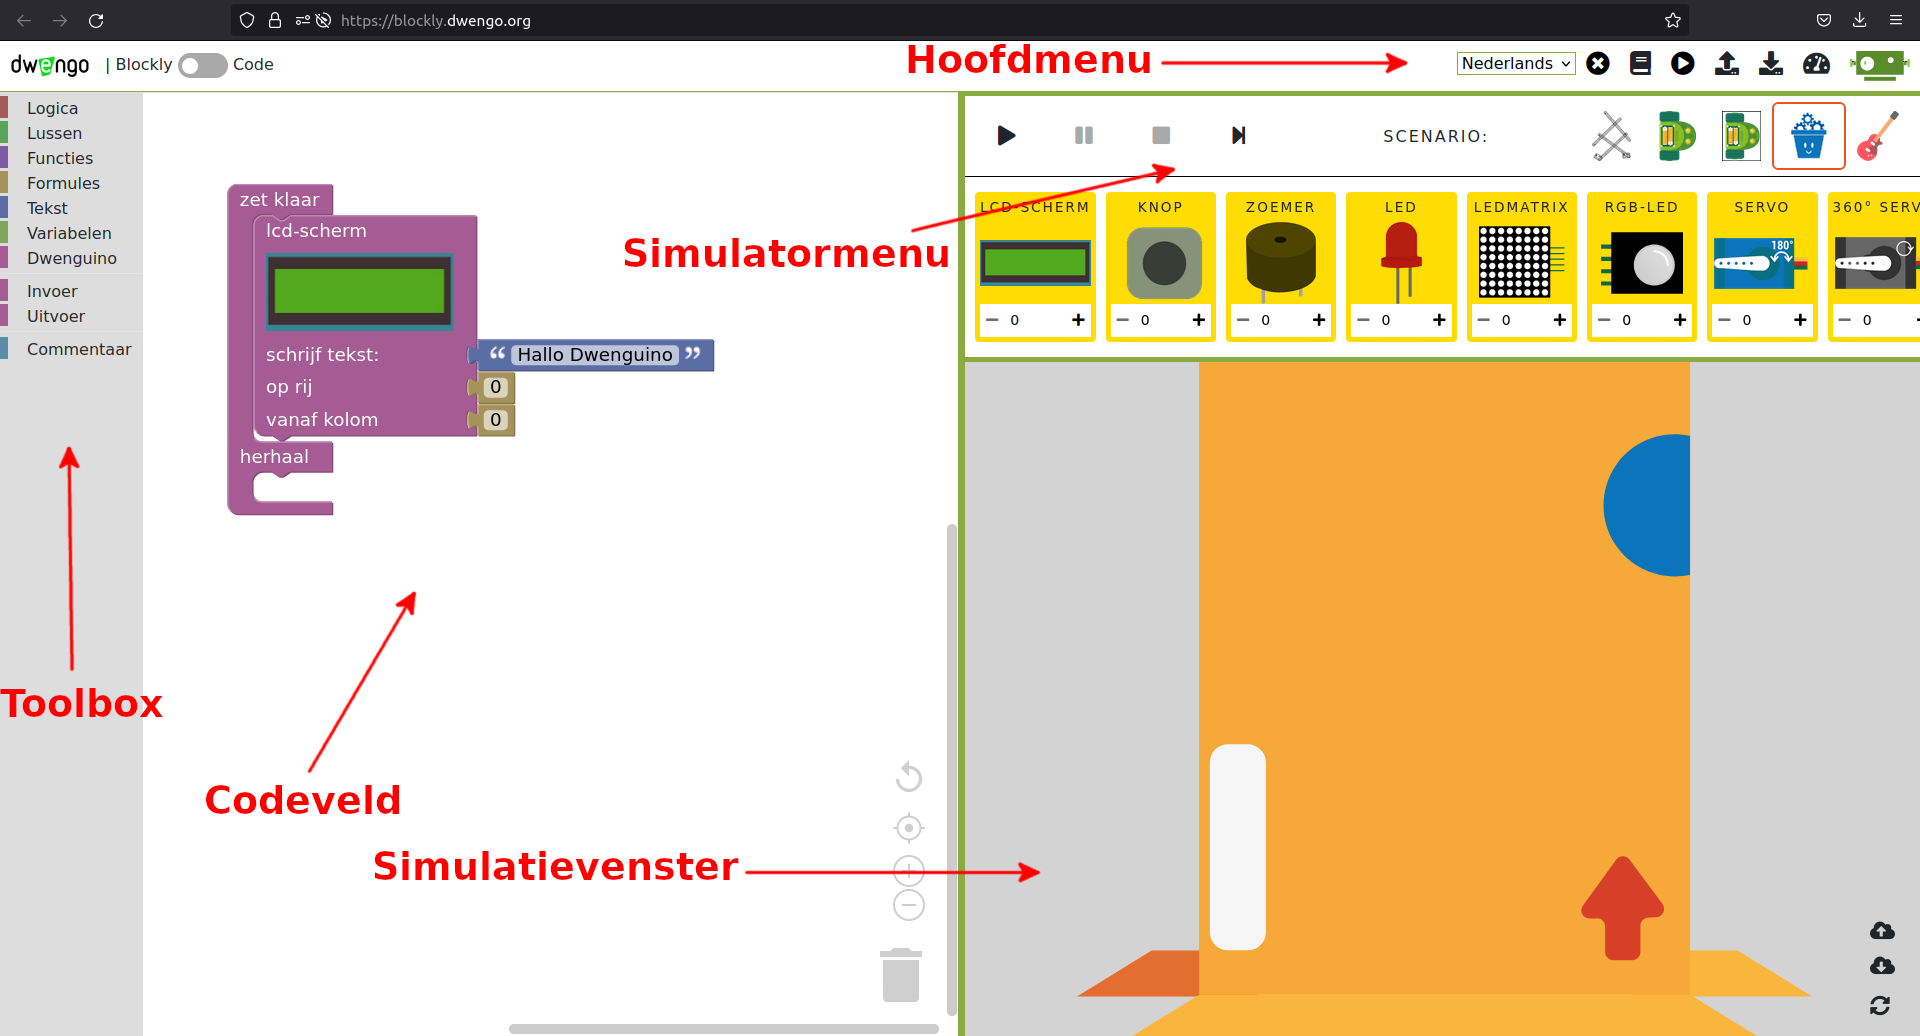 https://blockly.dwengo.org
dwengo | Blockly Code
Hoofdmenu
Nederlands
Logica
Lussen
Functies
Formules
Tekst
Variabelen
Dwenguino
Invoer
Uitvoer
Commentaar
Toolbox
zet klaar
lcd-scherm
schrijf tekst: “ Hallo Dwenguino ”
op rij 0
vanaf kolom 0
herhaal
Codeveld
Simulatievenster
Simulatormenu
SCENARIO:
LCD-SCHERM KNOP ZOEMER LED LEDMATRIX RGB-LED SERVO 360° SERV
180°
− 0 + − 0 + − 0 + − 0 + − 0 + − 0 + − 0 + − 0 +